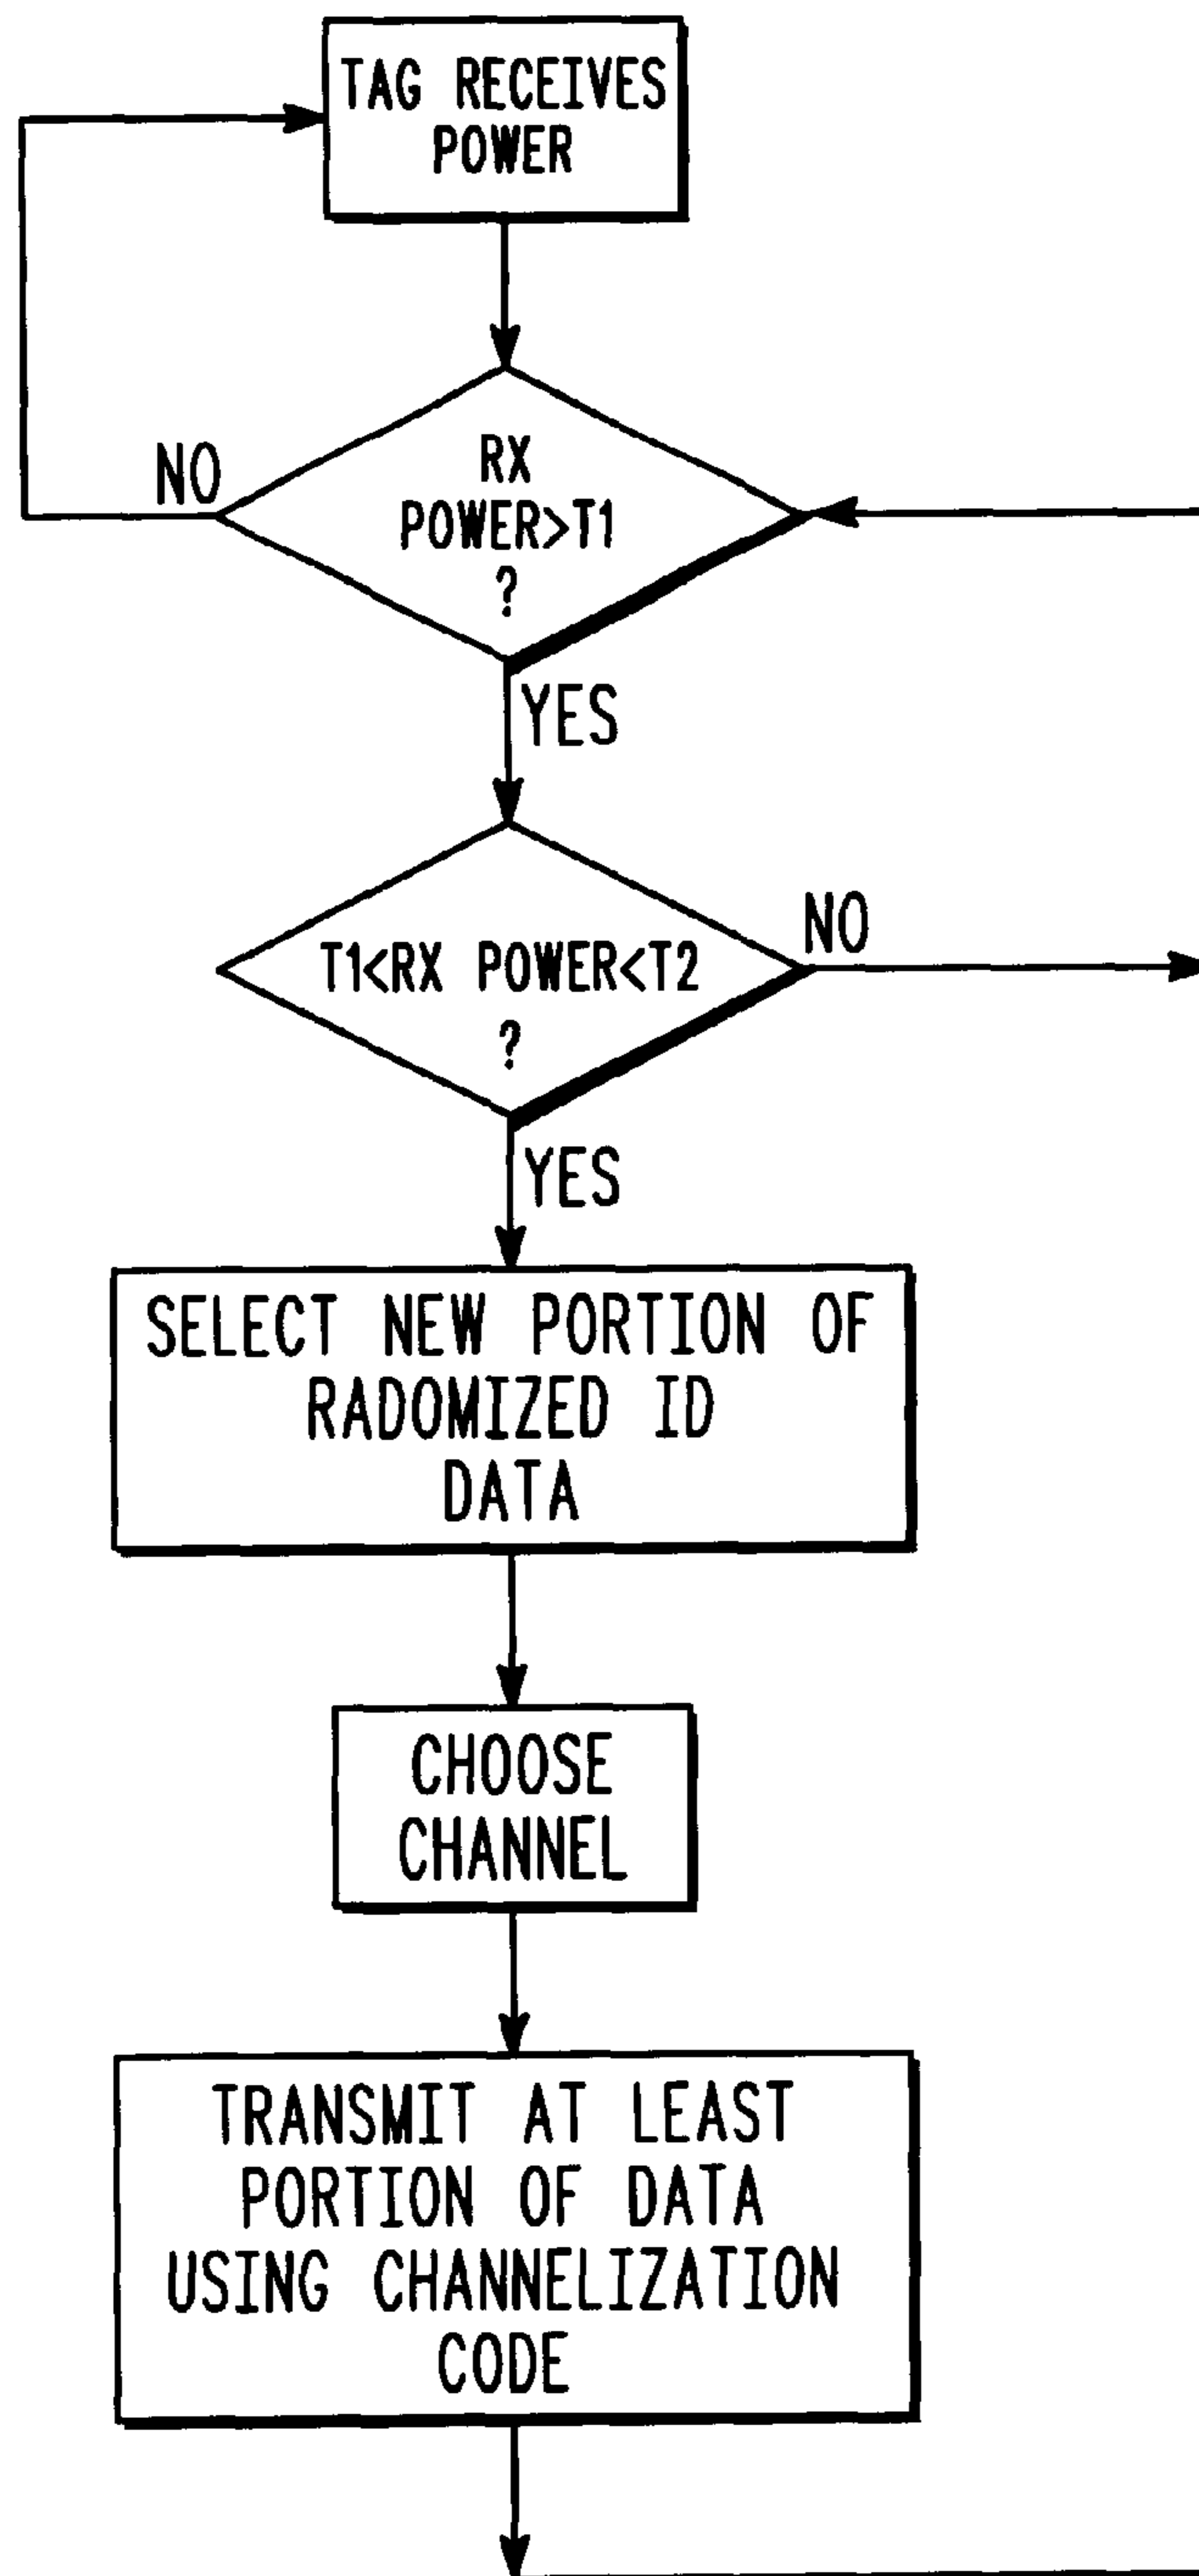 TAG RECEIVES
POWER
RX
POWER>T1
?
NO
YES
T1<RX POWER<T2
?
NO
YES
SELECT NEW PORTION OF
RADOMIZED ID
DATA
CHOOSE
CHANNEL
TRANSMIT AT LEAST
PORTION OF DATA
USING CHANNELIZATION
CODE